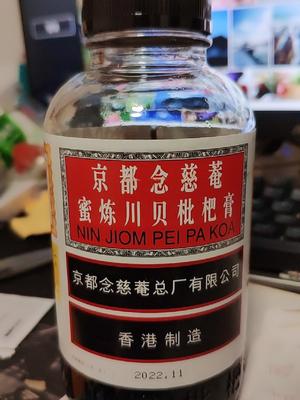 京都念慈菴
蜜炼川贝枇杷膏
NIN JIOM PEI PA KOA
京都念慈菴总厂有限公司
香港制造
2022.11